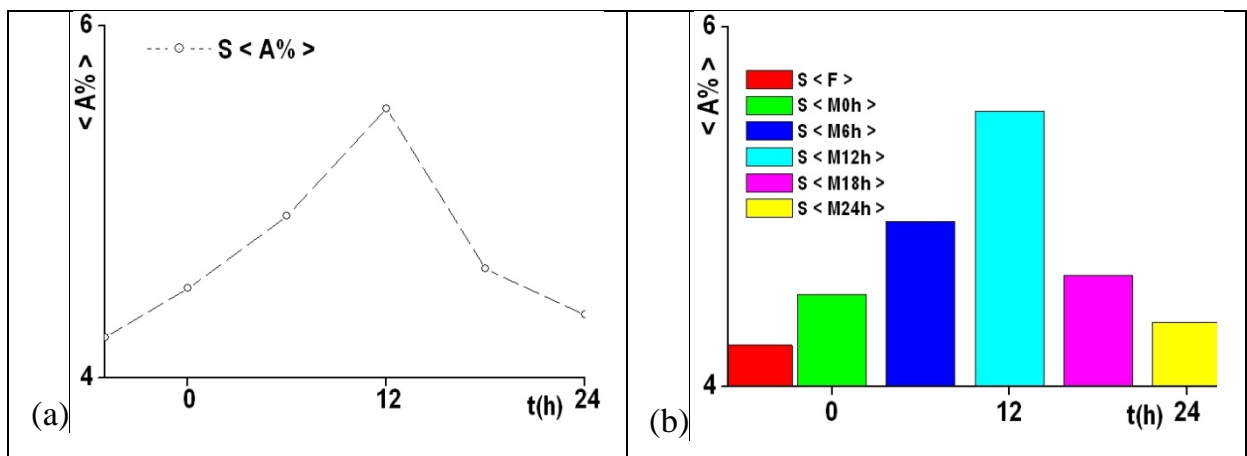 6
< A% >
S < A% >
4
0
12
t(h) 24
(a)
6
< A% >
S < F >
S < M0h >
S < M6h >
S < M12h >
S < M18h >
S < M24h >
4
0
12
t(h) 24
(b)